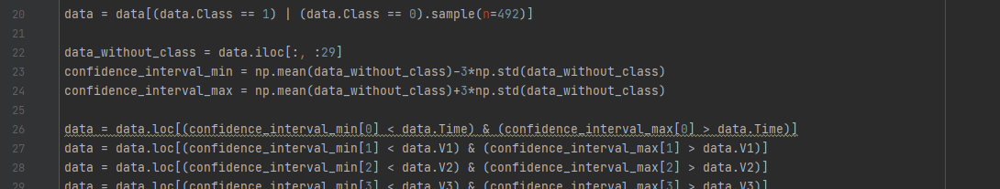 20 data = data[(data.Class == 1) | (data.Class == 0).sample(n=492)]
21
22 data_without_class = data.iloc[:, :29]
23 confidence_interval_min = np.mean(data_without_class)-3*np.std(data_without_class)
24 confidence_interval_max = np.mean(data_without_class)+3*np.std(data_without_class)
25
26 data = data.loc[(confidence_interval_min[0] < data.Time) & (confidence_interval_max[0] > data.Time)]
27 data = data.loc[(confidence_interval_min[1] < data.V1) & (confidence_interval_max[1] > data.V1)]
28 data = data.loc[(confidence_interval_min[2] < data.V2) & (confidence_interval_max[2] > data.V2)]
29 data = data.loc[(confidence_interval_min[3] < data.V3) & (confidence_interval_max[3] > data.V3)]